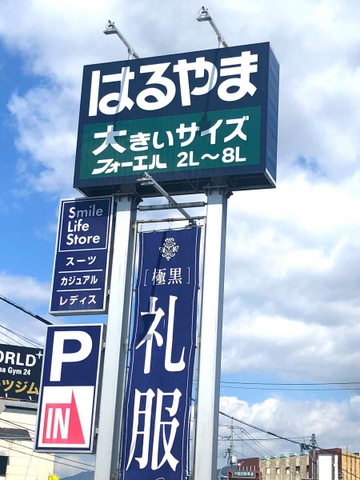 はるやま
大きいサイズ
フォーエル 2L～8L
Smile
Life
Store
スーツ
カジュアル
レディス
[極黒]
礼服
P
IN
WORLD+
Gym 24
ーツジム